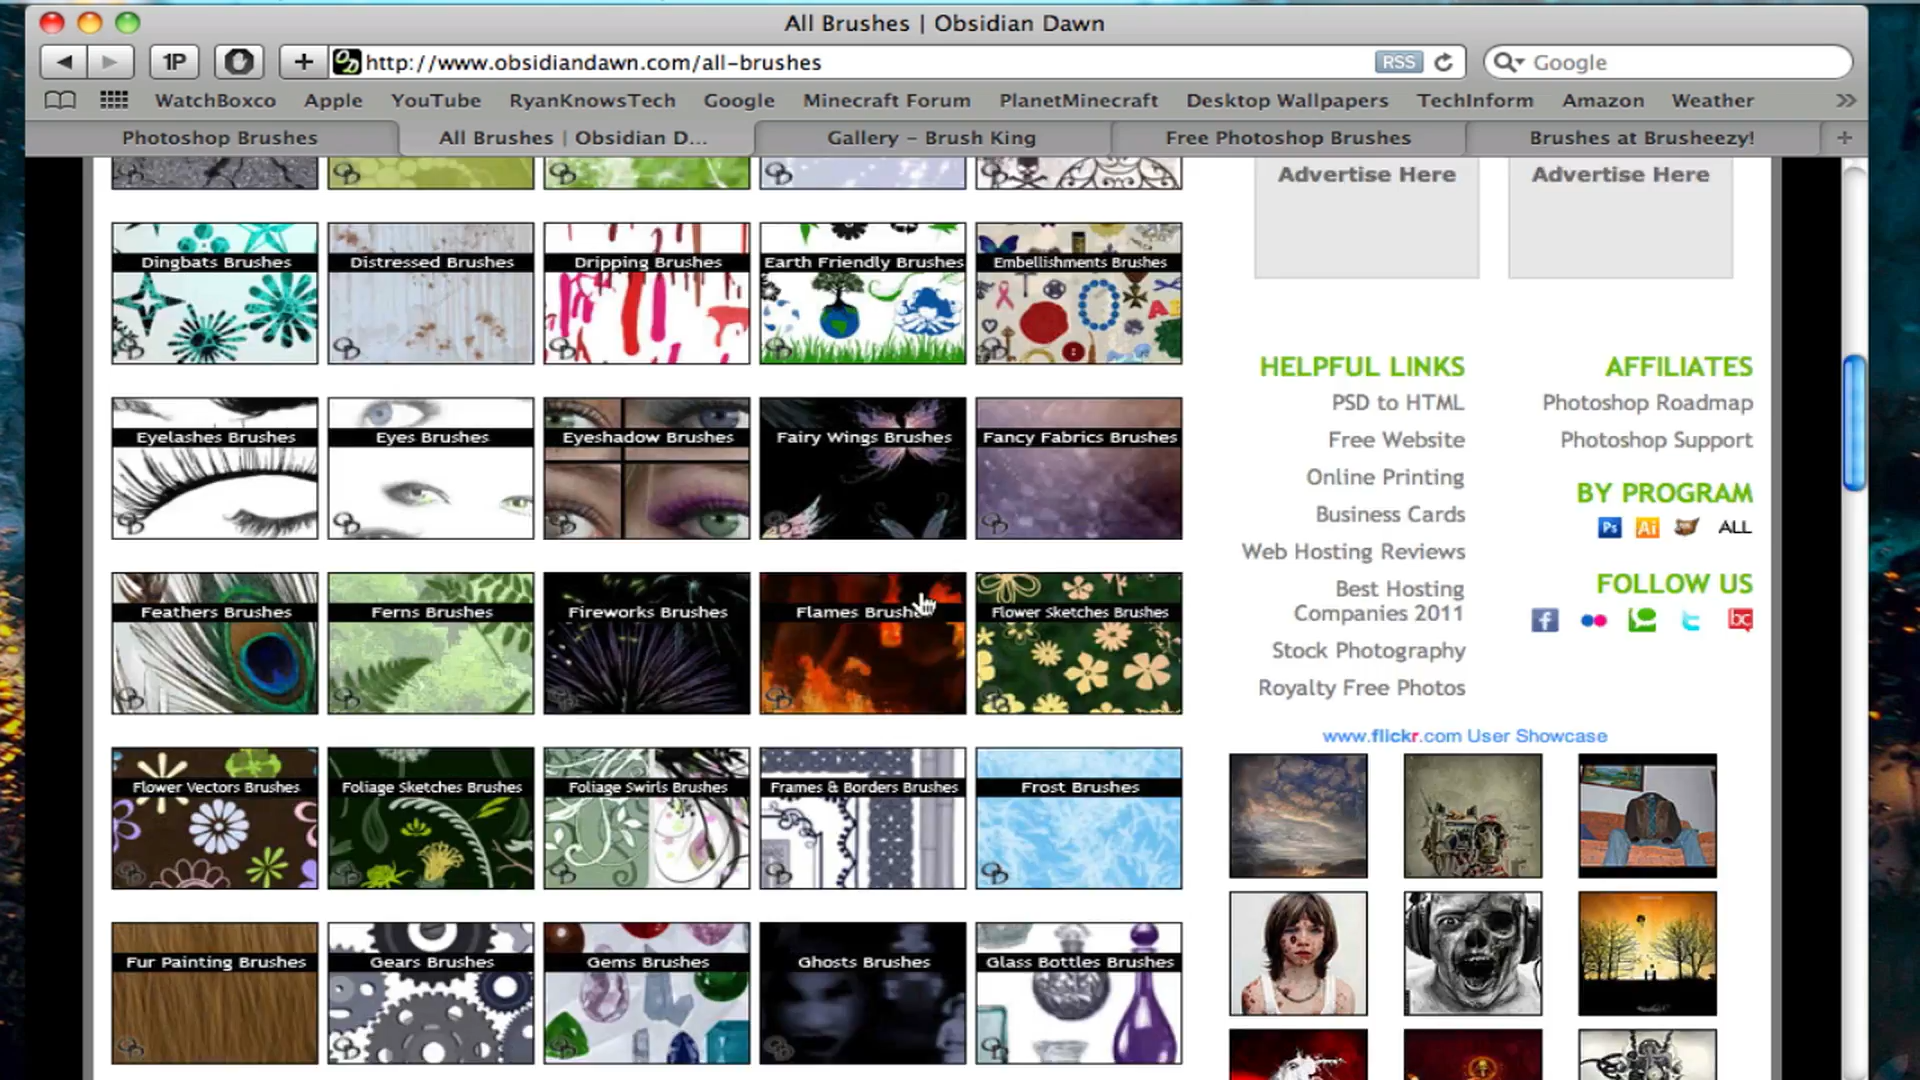 All Brushes | Obsidian Dawn
1P
http://www.obsidiandawn.com/all-brushes
RSS
Google
WatchBoxco Apple YouTube RyanKnowsTech Google Minecraft Forum PlanetMinecraft Desktop Wallpapers TechInform Amazon Weather
Photoshop Brushes All Brushes | Obsidian D... Gallery – Brush King Free Photoshop Brushes Brushes at Brusheezy!
Advertise Here Advertise Here
Dingbats Brushes Distressed Brushes Dripping Brushes Earth Friendly Brushes Embellishments Brushes
Eyelashes Brushes Eyes Brushes Eyeshadow Brushes Fairy Wings Brushes Fancy Fabrics Brushes
Feathers Brushes Ferns Brushes Fireworks Brushes Flames Brushes Flower Sketches Brushes
Flower Vectors Brushes Foliage Sketches Brushes Foliage Swirls Brushes Frames & Borders Brushes Frost Brushes
Fur Painting Brushes Gears Brushes Gems Brushes Ghosts Brushes Glass Bottles Brushes
HELPFUL LINKS
PSD to HTML
Free Website
Online Printing
Business Cards
Web Hosting Reviews
Best Hosting
Companies 2011
Stock Photography
Royalty Free Photos
AFFILIATES
Photoshop Roadmap
Photoshop Support
BY PROGRAM
Ps Ai ALL
FOLLOW US
bc
www.flickr.com User Showcase